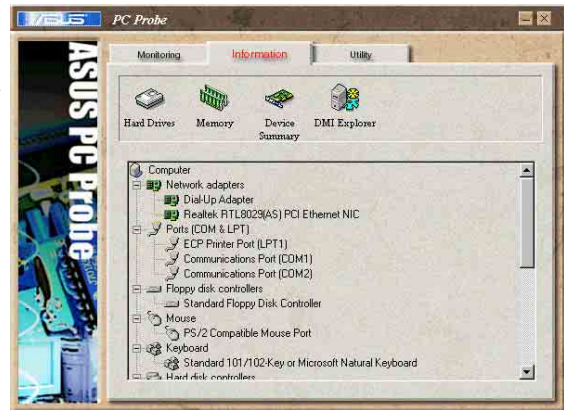 ASUS PC Probe
Monitoring
Information
Utility
Hard Drives
Memory
Device Summary
DMI Explorer
ASUS PC Probe
Computer
Network adapters
Dial-Up Adapter
Realtek RTL8029(AS) PCI Ethernet NIC
Ports (COM & LPT)
ECP Printer Port (LPT1)
Communications Port (COM1)
Communications Port (COM2)
Floppy disk controllers
Standard Floppy Disk Controller
Mouse
PS/2 Compatible Mouse Port
Keyboard
Standard 101/102-Key or Microsoft Natural Keyboard
Hard disk controllers